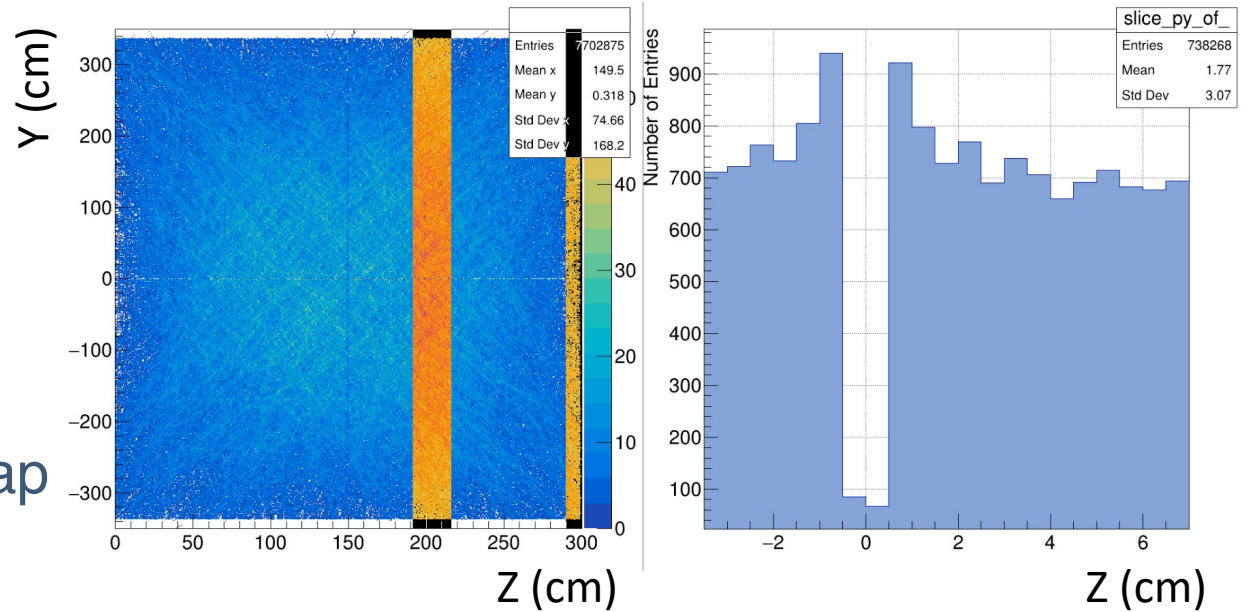 Y (cm)
300
200
100
0
−100
−200
−300
0
50
100
150
200
250
300
Z (cm)
Entries 7702875
Mean x 149.5
Mean y 0.318
Std Dev x 74.66
Std Dev y 168.2
0
40
30
20
10
0
ap
Number of Entries
900
800
700
600
500
400
300
200
100
−2
0
2
4
6
Z (cm)
slice_py_of_
Entries 738268
Mean 1.77
Std Dev 3.07